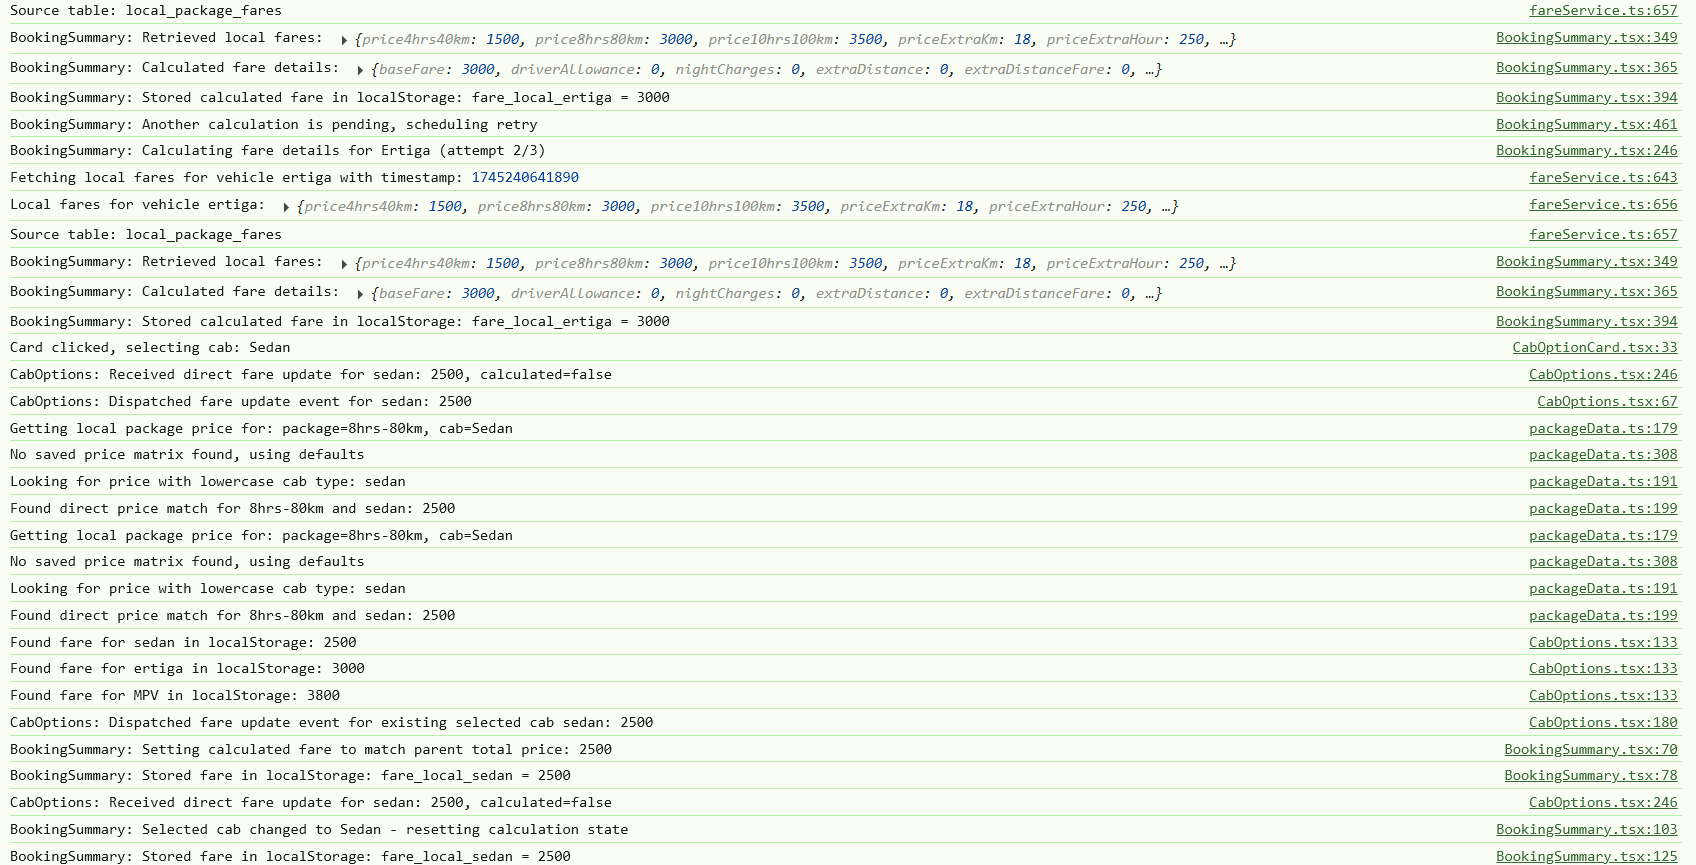 Source table: local_package_fares fareService.ts:657
BookingSummary: Retrieved local fares: ▶ {price4hrs40km: 1500, price8hrs80km: 3000, price10hrs100km: 3500, priceExtraKm: 18, priceExtraHour: 250, …} BookingSummary.tsx:349
BookingSummary: Calculated fare details: ▶ {baseFare: 3000, driverAllowance: 0, nightCharges: 0, extraDistance: 0, extraDistanceFare: 0, …} BookingSummary.tsx:365
BookingSummary: Stored calculated fare in localStorage: fare_local_ertiga = 3000 BookingSummary.tsx:394
BookingSummary: Another calculation is pending, scheduling retry BookingSummary.tsx:461
BookingSummary: Calculating fare details for Ertiga (attempt 2/3) BookingSummary.tsx:246
Fetching local fares for vehicle ertiga with timestamp: 1745240641890 fareService.ts:643
Local fares for vehicle ertiga: ▶ {price4hrs40km: 1500, price8hrs80km: 3000, price10hrs100km: 3500, priceExtraKm: 18, priceExtraHour: 250, …} fareService.ts:656
Source table: local_package_fares fareService.ts:657
BookingSummary: Retrieved local fares: ▶ {price4hrs40km: 1500, price8hrs80km: 3000, price10hrs100km: 3500, priceExtraKm: 18, priceExtraHour: 250, …} BookingSummary.tsx:349
BookingSummary: Calculated fare details: ▶ {baseFare: 3000, driverAllowance: 0, nightCharges: 0, extraDistance: 0, extraDistanceFare: 0, …} BookingSummary.tsx:365
BookingSummary: Stored calculated fare in localStorage: fare_local_ertiga = 3000 BookingSummary.tsx:394
Card clicked, selecting cab: Sedan CabOptionCard.tsx:33
CabOptions: Received direct fare update for sedan: 2500, calculated=false CabOptions.tsx:246
CabOptions: Dispatched fare update event for sedan: 2500 CabOptions.tsx:67
Getting local package price for: package=8hrs-80km, cab=Sedan packageData.ts:179
No saved price matrix found, using defaults packageData.ts:308
Looking for price with lowercase cab type: sedan packageData.ts:191
Found direct price match for 8hrs-80km and sedan: 2500 packageData.ts:199
Getting local package price for: package=8hrs-80km, cab=Sedan packageData.ts:179
No saved price matrix found, using defaults packageData.ts:308
Looking for price with lowercase cab type: sedan packageData.ts:191
Found direct price match for 8hrs-80km and sedan: 2500 packageData.ts:199
Found fare for sedan in localStorage: 2500 CabOptions.tsx:133
Found fare for ertiga in localStorage: 3000 CabOptions.tsx:133
Found fare for MPV in localStorage: 3800 CabOptions.tsx:133
CabOptions: Dispatched fare update event for existing selected cab sedan: 2500 CabOptions.tsx:180
BookingSummary: Setting calculated fare to match parent total price: 2500 BookingSummary.tsx:70
BookingSummary: Stored fare in localStorage: fare_local_sedan = 2500 BookingSummary.tsx:78
CabOptions: Received direct fare update for sedan: 2500, calculated=false CabOptions.tsx:246
BookingSummary: Selected cab changed to Sedan - resetting calculation state BookingSummary.tsx:103
BookingSummary: Stored fare in localStorage: fare_local_sedan = 2500 BookingSummary.tsx:125